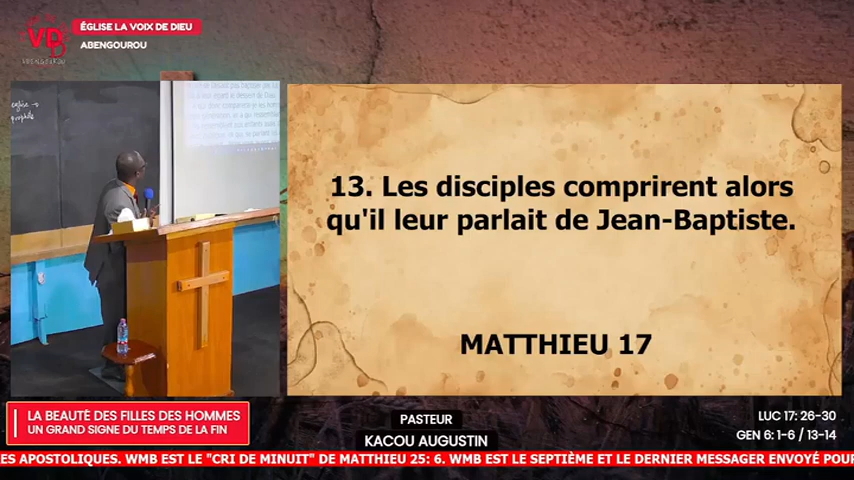 VDD
ÉGLISE LA VOIX DE DIEU
ABENGOUROU
13. Les disciples comprirent alors
qu'il leur parlait de Jean-Baptiste.
MATTHIEU 17
LA BEAUTÉ DES FILLES DES HOMMES
UN GRAND SIGNE DU TEMPS DE LA FIN
PASTEUR
KACOU AUGUSTIN
LUC 17: 26-30
GEN 6: 1-6 / 13-14
ES APOSTOLIQUES. WMB EST LE "CRI DE MINUIT" DE MATTHIEU 25: 6. WMB EST LE SEPTIÈME ET LE DERNIER MESSAGER ENVOYÉ POUR